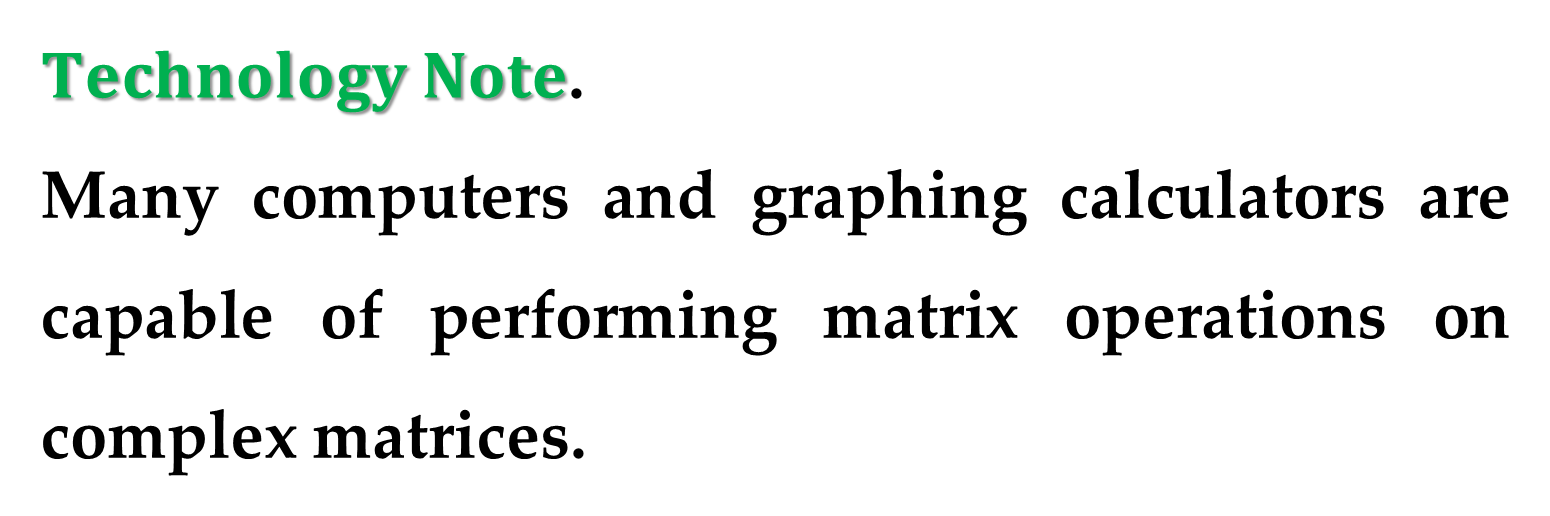 Technology Note.
Many computers and graphing calculators are
capable of performing matrix operations on
complex matrices.